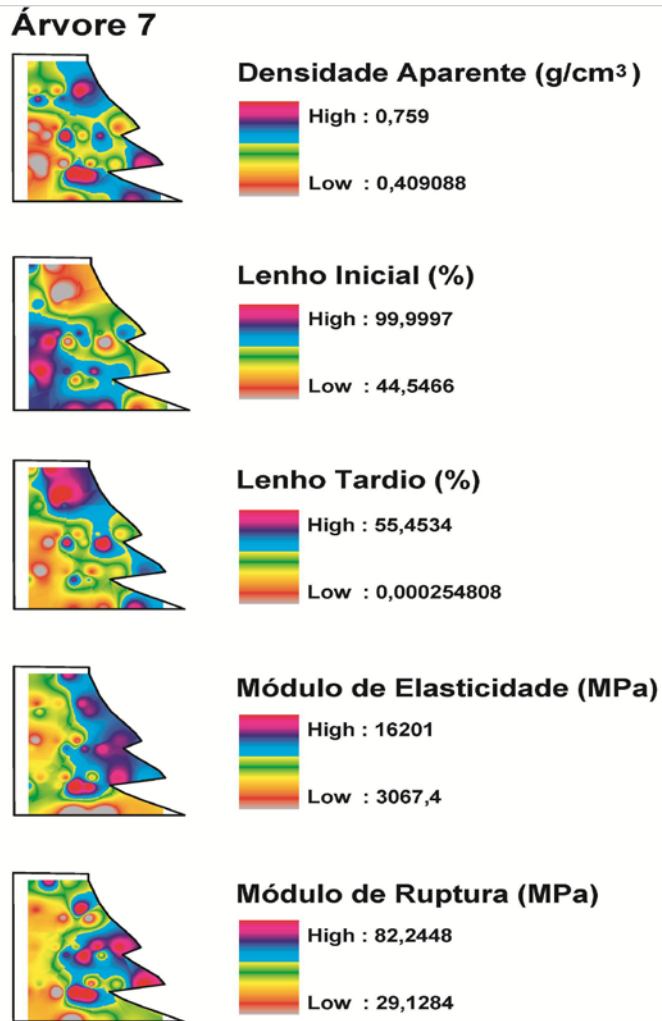 Árvore 7
Densidade Aparente (g/cm³)
High : 0,759
Low : 0,409088
Lenho Inicial (%)
High : 99,9997
Low : 44,5466
Lenho Tardio (%)
High : 55,4534
Low : 0,000254808
Módulo de Elasticidade (MPa)
High : 16201
Low : 3067,4
Módulo de Ruptura (MPa)
High : 82,2448
Low : 29,1284